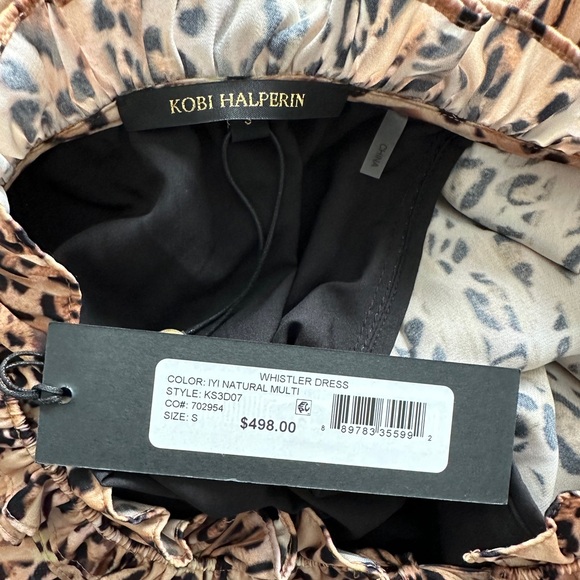 KOBI HALPERIN
S
CHINA
WHISTLER DRESS
COLOR: IYI NATURAL MULTI
STYLE: KS3D07
CO#: 702954
SIZE: S
$498.00
8 89783 35599 2